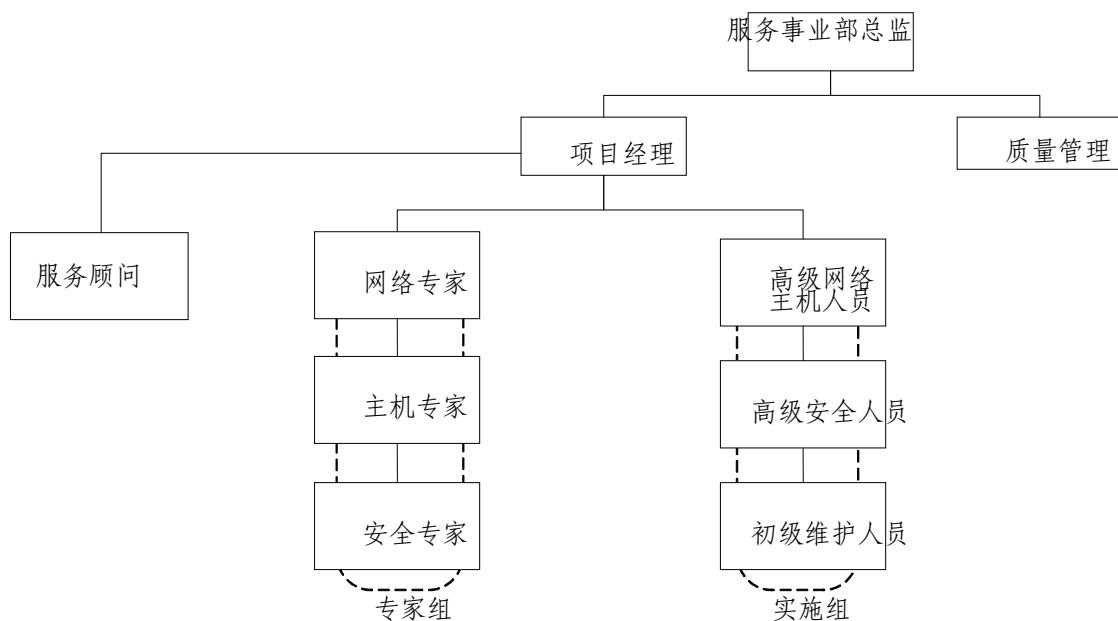 服务事业部总监
项目经理
质量管理
服务顾问
网络专家
高级网络
主机人员
主机专家
高级安全人员
安全专家
初级维护人员
专家组
实施组